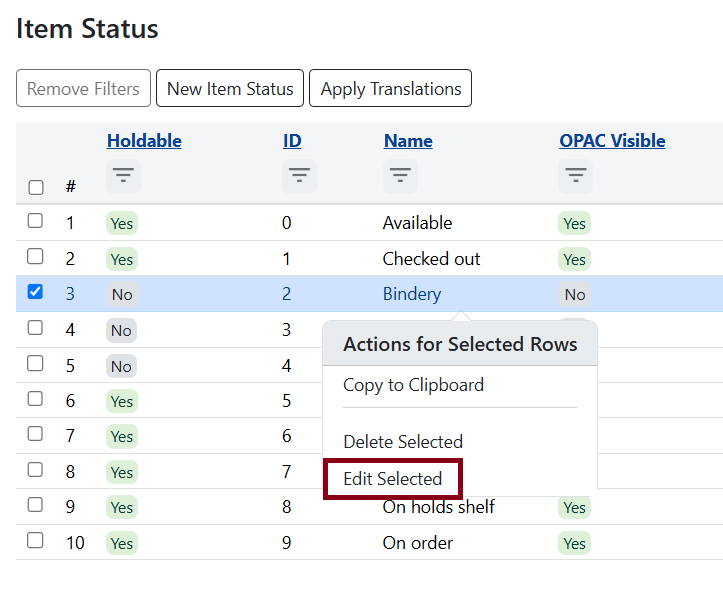 Item Status
Remove Filters New Item Status Apply Translations
Holdable ID Name OPAC Visible
#
1 Yes 0 Available Yes
2 Yes 1 Checked out Yes
3 No 2 Bindery No
4 No 3
Actions for Selected Rows
5 No 4
Copy to Clipboard
6 Yes 5
7 Yes 6
Delete Selected
8 Yes 7
Edit Selected
9 Yes 8 On holds shelf Yes
10 Yes 9 On order Yes